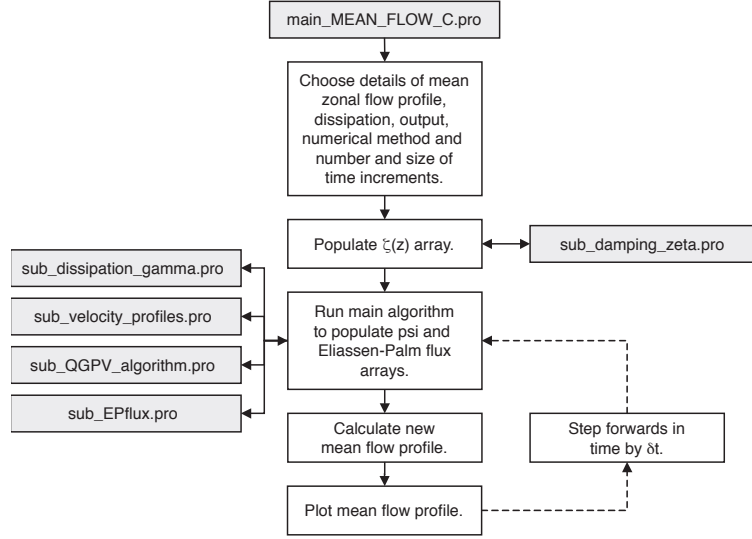 main_MEAN_FLOW_C.pro
Choose details of mean
zonal flow profile,
dissipation, output,
numerical method and
number and size of
time increments.
Populate ζ(z) array.
sub_damping_zeta.pro
sub_dissipation_gamma.pro
sub_velocity_profiles.pro
sub_QGPV_algorithm.pro
sub_EPflux.pro
Run main algorithm
to populate psi and
Eliassen-Palm flux
arrays.
Calculate new
mean flow profile.
Step forwards in
time by δt.
Plot mean flow profile.